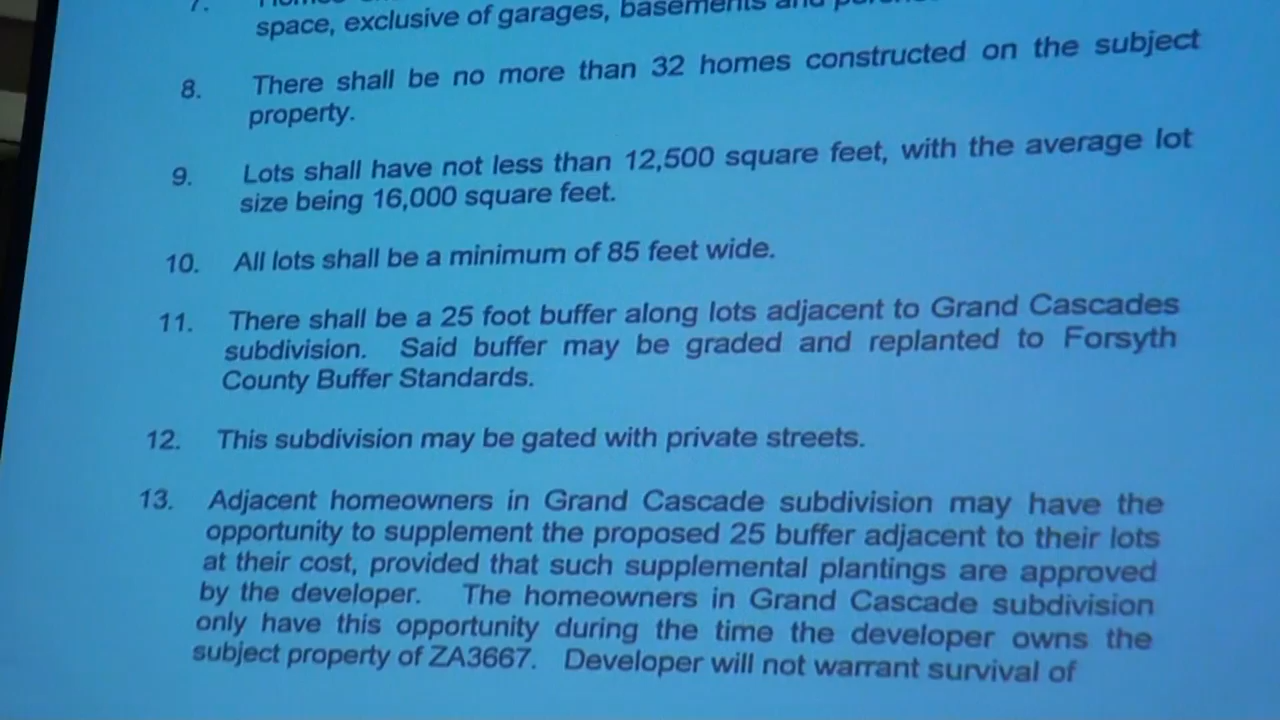 7.
space, exclusive of garages, basements and
8. There shall be no more than 32 homes constructed on the subject
property.
9. Lots shall have not less than 12,500 square feet, with the average lot
size being 16,000 square feet.
10. All lots shall be a minimum of 85 feet wide.
11. There shall be a 25 foot buffer along lots adjacent to Grand Cascades
subdivision. Said buffer may be graded and replanted to Forsyth
County Buffer Standards.
12. This subdivision may be gated with private streets.
13. Adjacent homeowners in Grand Cascade subdivision may have the
opportunity to supplement the proposed 25 buffer adjacent to their lots
at their cost, provided that such supplemental plantings are approved
by the developer. The homeowners in Grand Cascade subdivision
only have this opportunity during the time the developer owns the
subject property of ZA3667. Developer will not warrant survival of